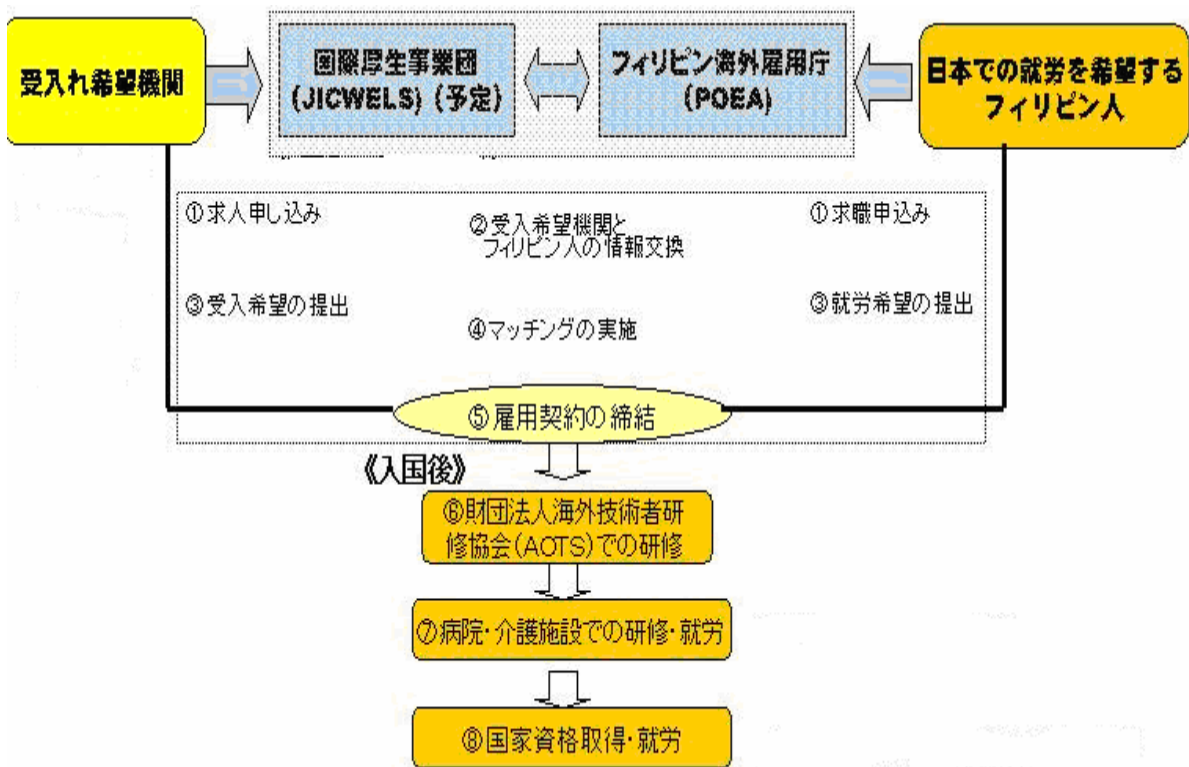 受入れ希望機関
国際厚生事業団
(JICWELS)(予定)
フィリピン海外雇用庁
(POEA)
日本での就労を希望する
フィリピン人
①求人申し込み
②受入希望機関と
フィリピン人の情報交換
①求職申込み
③受入希望の提出
④マッチングの実施
③就労希望の提出
⑤雇用契約の締結
《入国後》
⑥財団法人海外技術者研
修協会(AOTS)での研修
⑦病院・介護施設での研修・就労
⑧国家資格取得・就労